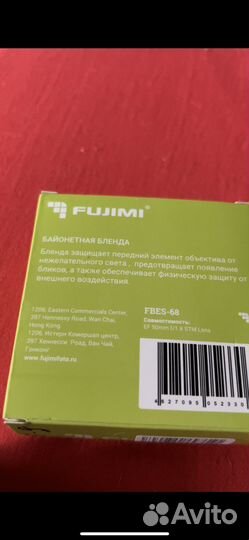 FUJIMI
БАЙОНЕТНАЯ БЛЕНДА
Бленда защищает передний элемент объектива от
нежелательного света, предотвращает появление
бликов, а также обеспечивает физическую защиту от
внешнего воздействия.
1206, Eastern Commercials Center,
397 Hennessy Road, Wan Chai,
Hong Kong
1206, Истерн Комершал центр,
397 Хеннесси Роад, Ван Чай,
Гонконг
www.fujimifoto.ru
FBES-68
Совместимость:
EF 50mm f/1.8 STM Lens
4627095052330
Avito